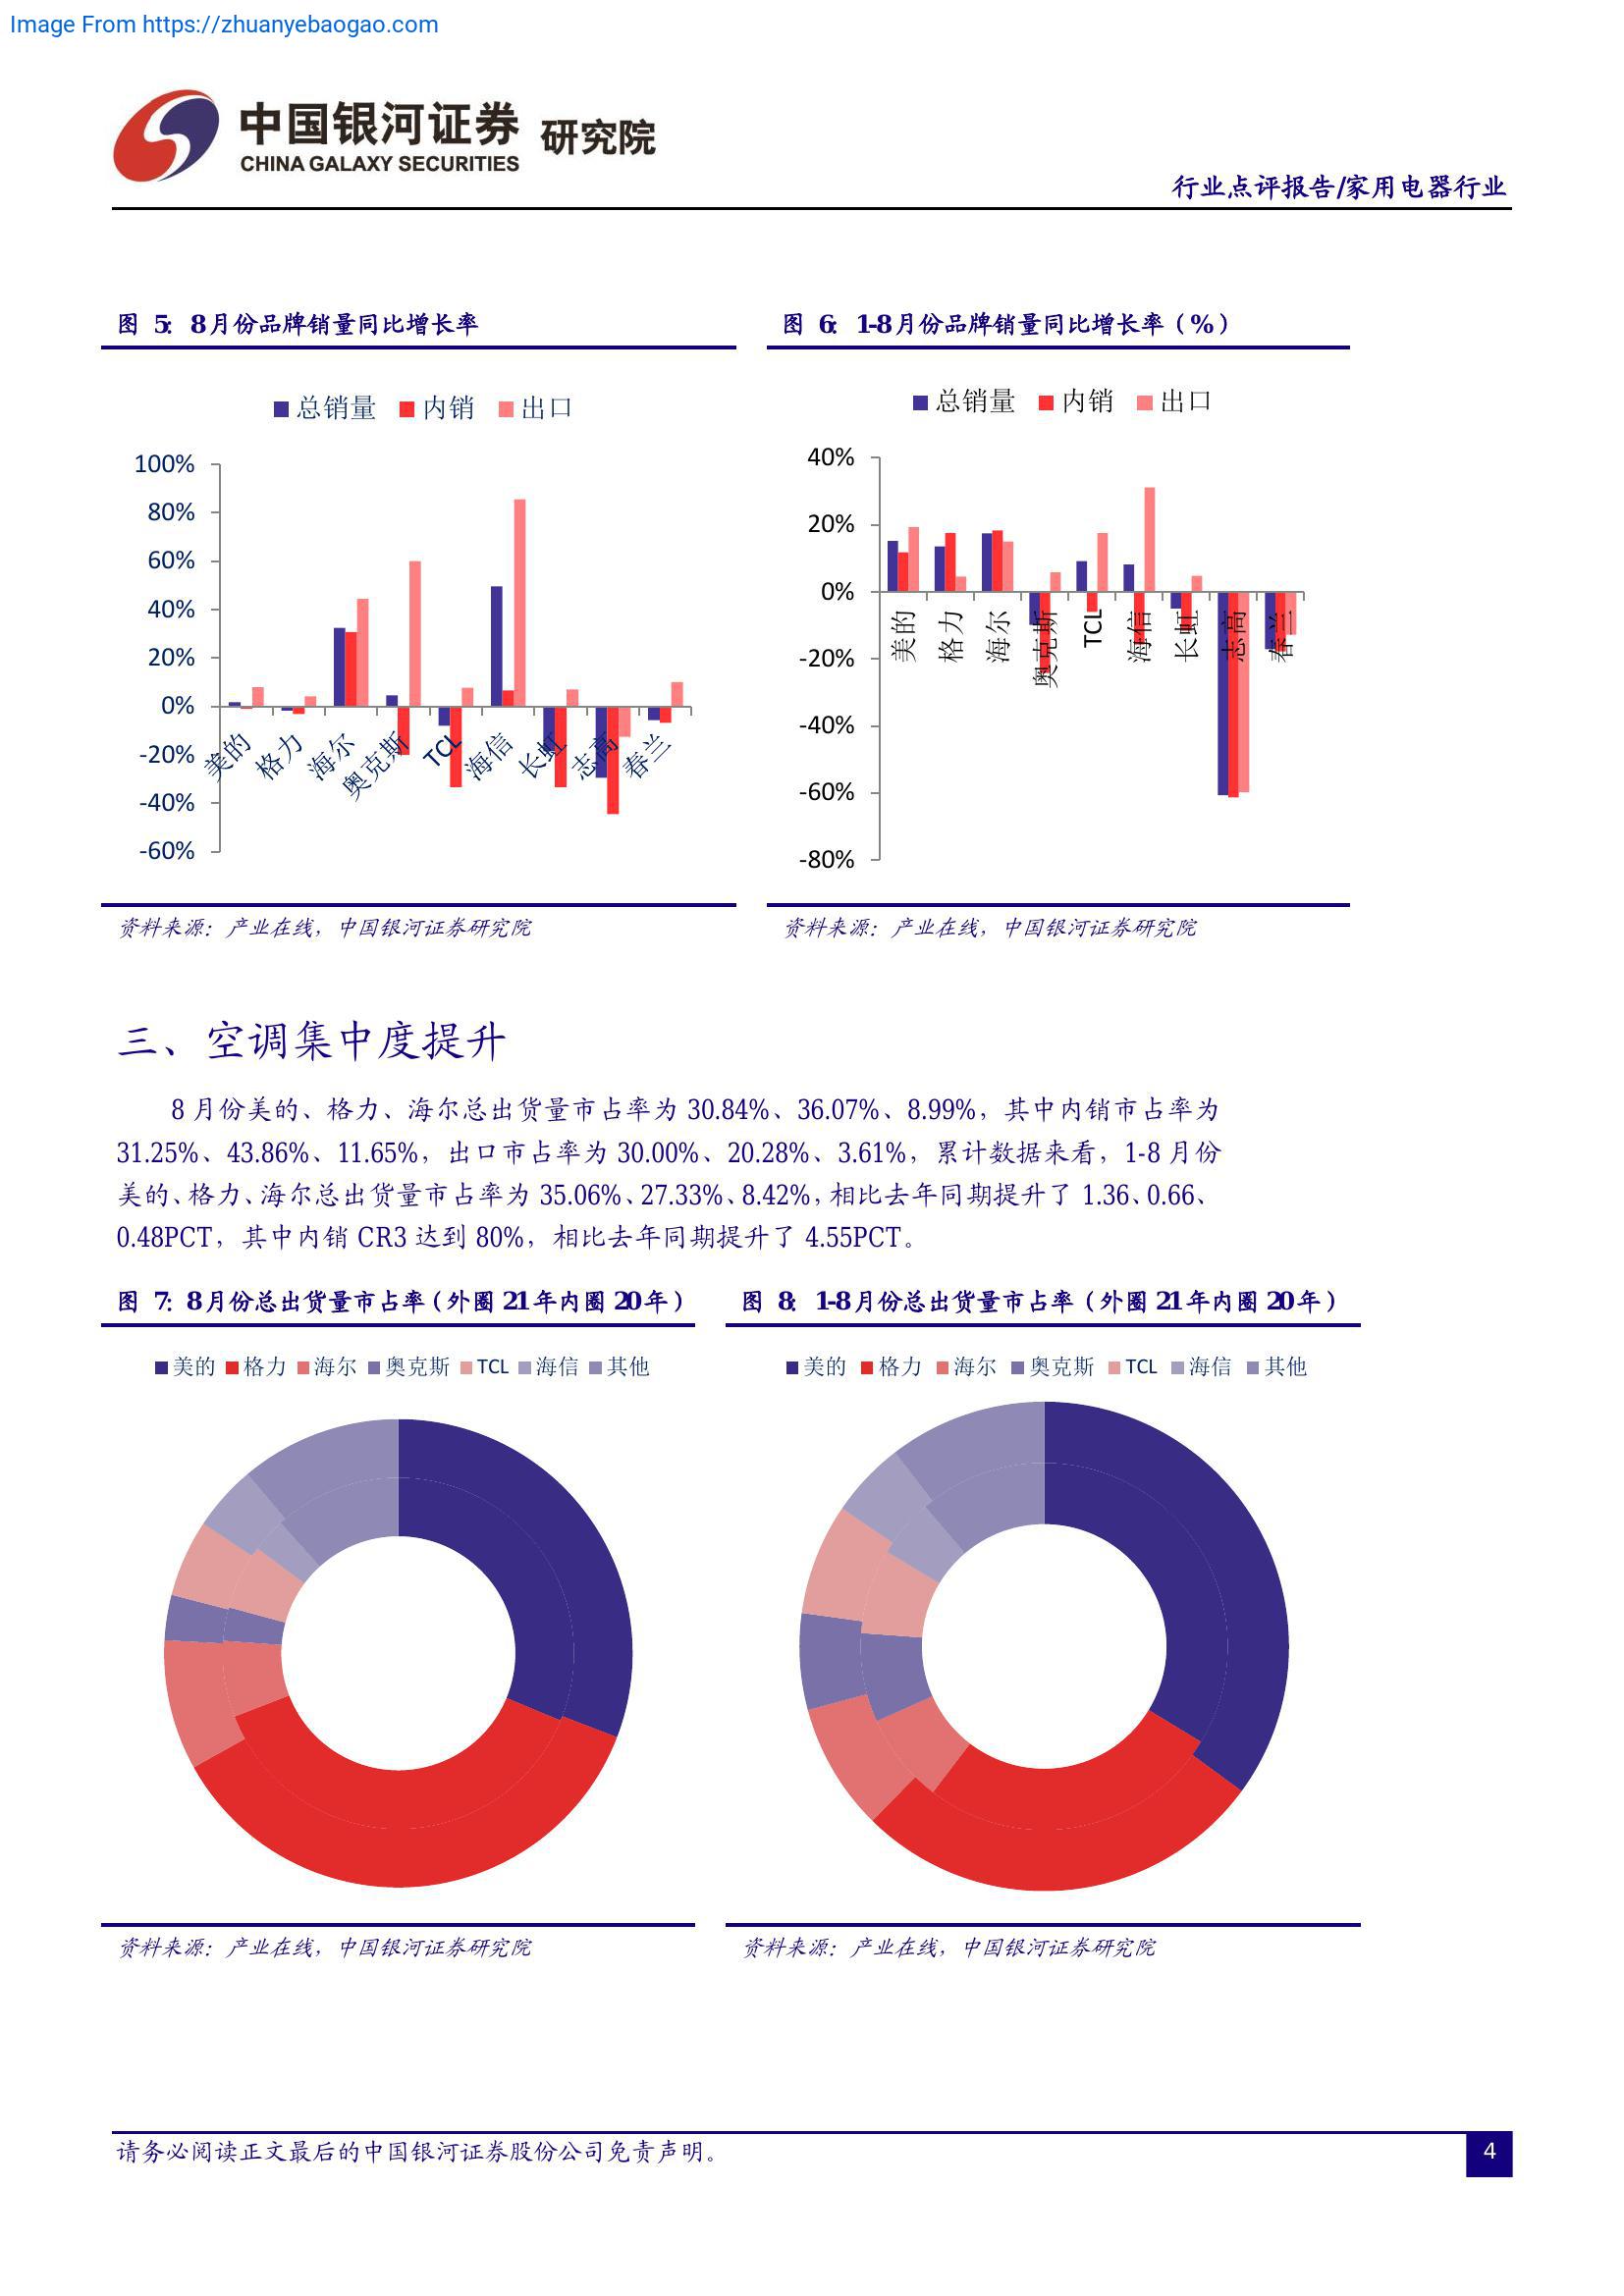 Image From https://zhuanyebaogao.com
中国银河证券 研究院
CHINA GALAXY SECURITIES
行业点评报告/家用电器行业
图 5: 8月份品牌销量同比增长率
总销量 内销 出口
100%
80%
60%
40%
20%
0%
-20%
-40%
-60%
美的 格力 海尔 奥克斯 TCL 海信 长虹 志高 春兰
资料来源：产业在线，中国银河证券研究院
图 6: 1-8月份品牌销量同比增长率（%）
总销量 内销 出口
40%
20%
0%
-20%
-40%
-60%
-80%
美的 格力 海尔 奥克斯 TCL 海信 长虹 志高 春兰
资料来源：产业在线，中国银河证券研究院
三、空调集中度提升
8 月份美的、格力、海尔总出货量市占率为 30.84%、36.07%、8.99%，其中内销市占率为
31.25%、43.86%、11.65%，出口市占率为 30.00%、20.28%、3.61%，累计数据来看，1-8 月份
美的、格力、海尔总出货量市占率为 35.06%、27.33%、8.42%，相比去年同期提升了 1.36、0.66、
0.48PCT，其中内销 CR3 达到 80%，相比去年同期提升了 4.55PCT。
图 7: 8月份总出货量市占率（外圈21年内圈20年）
美的 格力 海尔 奥克斯 TCL 海信 其他
资料来源：产业在线，中国银河证券研究院
图 8: 1-8月份总出货量市占率（外圈21年内圈20年）
美的 格力 海尔 奥克斯 TCL 海信 其他
资料来源：产业在线，中国银河证券研究院
请务必阅读正文最后的中国银河证券股份公司免责声明。
4